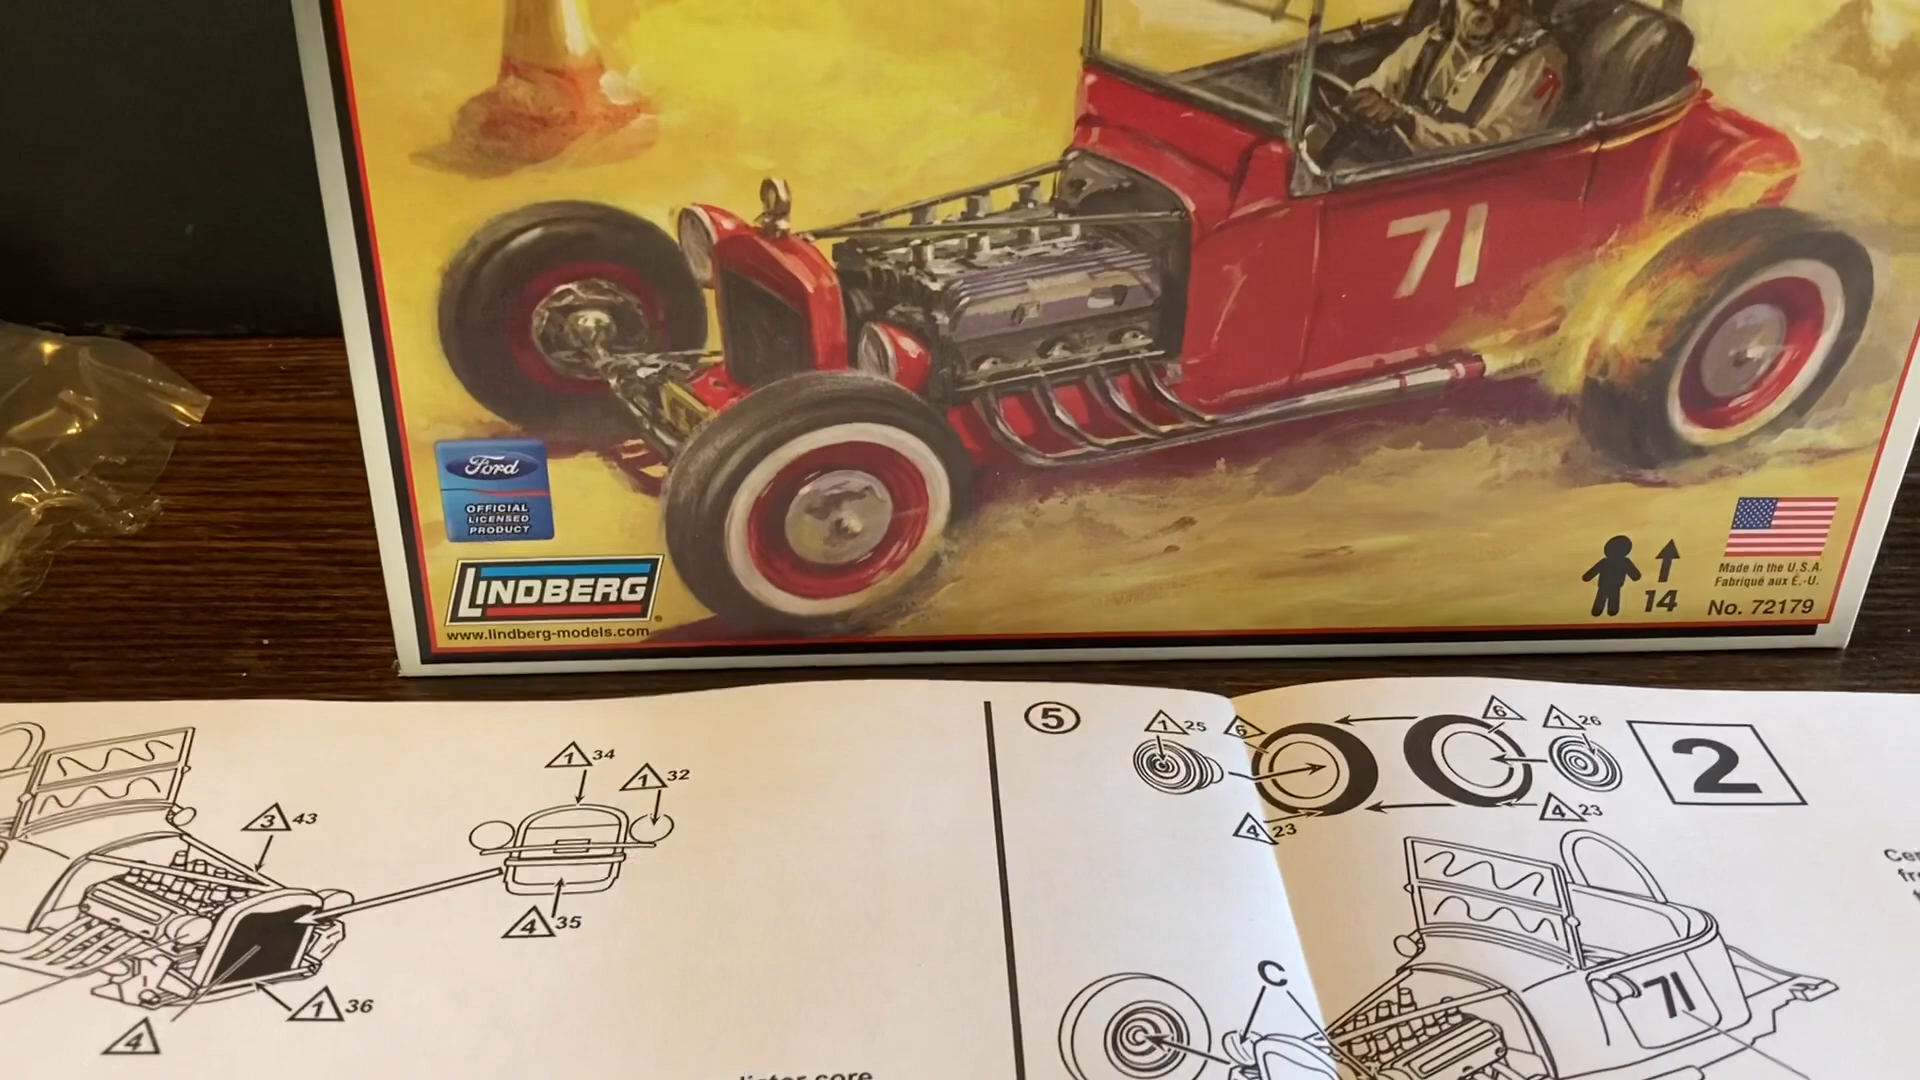 71
Ford
OFFICIAL
LICENSED
PRODUCT
LINDBERG
www.lindberg-models.com
14
Made in the U.S.A.
Fabriqué aux É.-U.
No. 72179
1 34
1 32
3 43
4 35
1 36
4
5
1 25
6
6
1 26
4 23
4 23
2
C
71
core